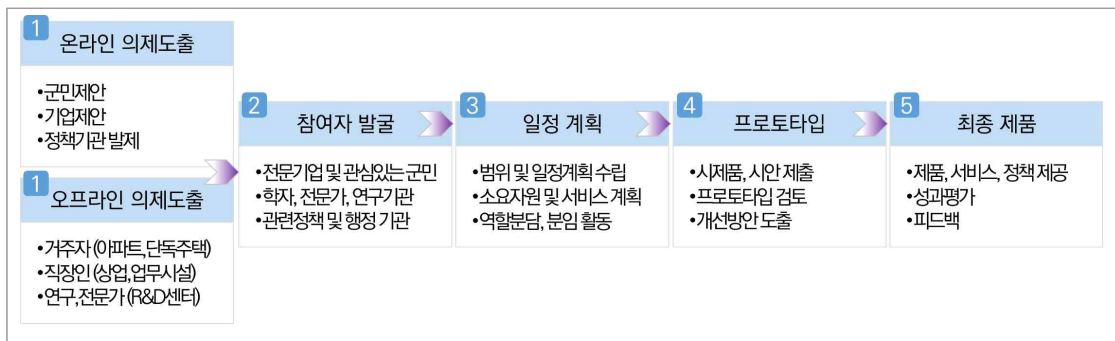 1
온라인 의제도출
•군민제안
•기업제안
•정책기관 발제
1
오프라인 의제도출
•거주자 (아파트,단독주택)
•직장인 (상업,업무시설)
•연구,전문가 (R&D센터)
2
참여자 발굴
•전문기업 및 관심있는 군민
•학자, 전문가, 연구기관
•관련정책 및 행정 기관
3
일정 계획
•범위 및 일정계획 수립
•소요자원 및 서비스 계획
•역할분담, 분임 활동
4
프로토타입
•시제품, 시안 제출
•프로토타입 검토
•개선방안 도출
5
최종 제품
•제품, 서비스, 정책 제공
•성과평가
•피드백